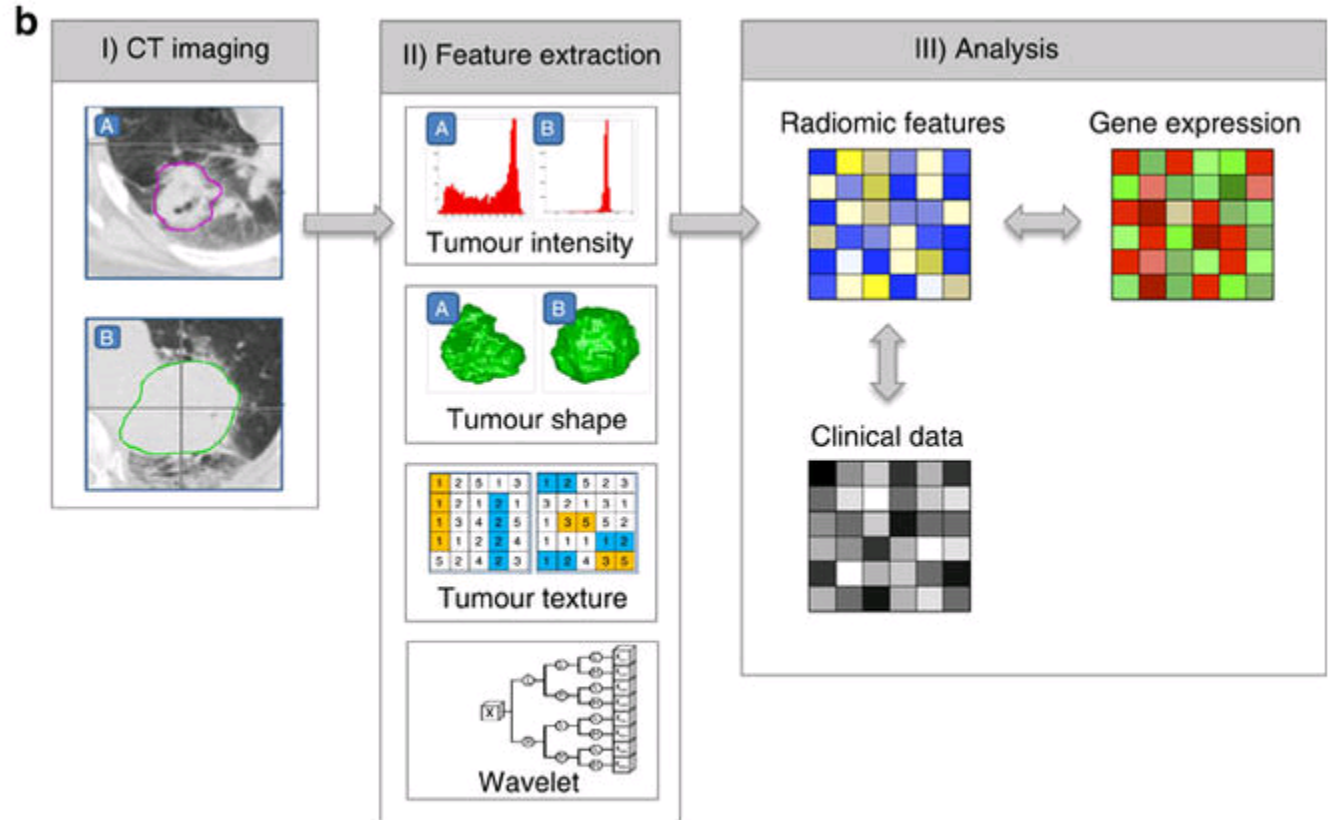 b
I) CT imaging
A
B
II) Feature extraction
A B
Tumour intensity
A B
Tumour shape
1 2 5 1 3 1 2 5 2 3
1 2 1 2 1 3 2 1 3 1
1 3 4 2 5 1 3 5 5 2
1 1 2 2 4 1 1 1 1 2
5 2 4 2 3 1 2 4 3 5
Tumour texture
X
Wavelet
III) Analysis
Radiomic features Gene expression
Clinical data